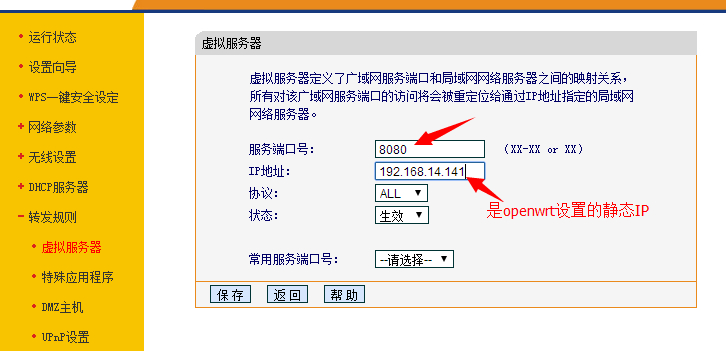 运行状态
设置向导
WPS一键安全设定
网络参数
无线设置
DHCP服务器
转发规则
虚拟服务器
特殊应用程序
DMZ主机
UPnP设置
虚拟服务器
虚拟服务器定义了广域网服务端口和局域网网络服务器之间的映射关系，
所有对该广域网服务端口的访问将会被重定位给通过IP地址指定的局域网
网络服务器。
服务端口号： 8080 （XX-XX or XX）
IP地址： 192.168.14.141
协议： ALL
状态： 生效
是openwrt设置的静态IP
常用服务端口号： --请选择--
保存 返回 帮助